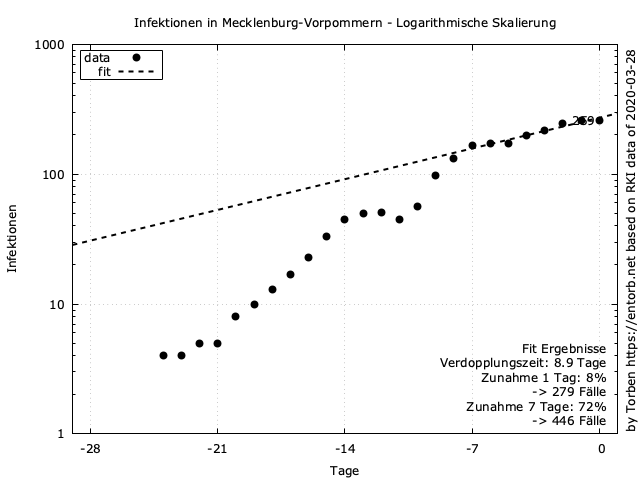 Infektionen in Mecklenburg-Vorpommern - Logarithmische Skalierung
1000
100
10
1
data
fit
259
Infektionen
Fit Ergebnisse
Verdopplungszeit: 8.9 Tage
Zunahme 1 Tag: 8%
-> 279 Fälle
Zunahme 7 Tage: 72%
-> 446 Fälle
-28 -21 -14 -7 0
Tage
by Torben https://entorb.net based on RKI data of 2020-03-28